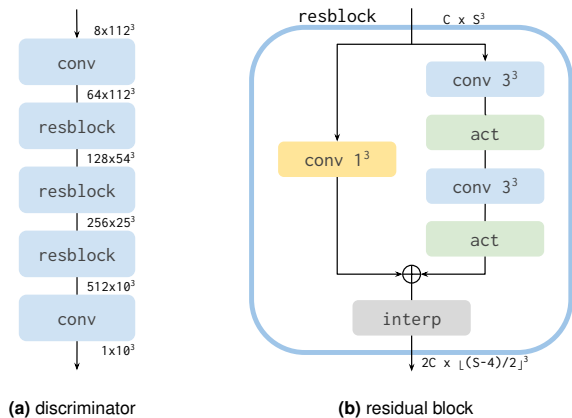 8x112³
conv
64x112³
resblock
128x54³
resblock
256x25³
resblock
512x10³
conv
1x10³
(a) discriminator
resblock
C x S³
conv 3³
act
conv 1³
conv 3³
act
interp
2C x ⌊(S-4)/2⌋³
(b) residual block